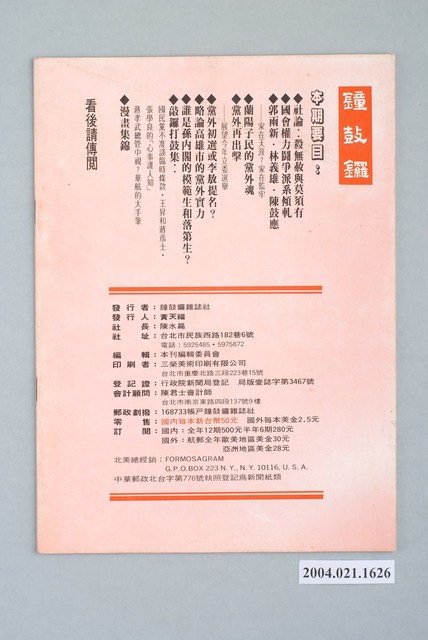 鐘鼓鑼
本期要目：
◆社論：殺無赦與莫須有
◆國會權力鬪爭派系傾軋
◆郭雨新・林義雄・陳鼓應
——家在天涯？家在監牢
◆蘭陽子民的黨外魂
◆黨外再出擊
——展望今年立委選舉
◆黨外初選或李敖提名？
◆略論高雄市的黨外實力
◆誰是孫內閣的模範生和落第生？
◆敲鑼打鼓集：
國民黨不准談臨時條款・王昇和蔣彥士・
張學良的「心事誰人知」
蔣孝武總管中視？華航的大手筆
◆漫畫集錦
看後請傳閱
發行者：鐘鼓鑼雜誌社
發行人：黃天福
社長：陳水扁
社址：台北市民族西路182巷6號
電話：5925485・5975872
編輯：本刊編輯委員會
印刷者：三榮美術印刷有限公司
台北市重慶北路三段223巷15號
登記證：行政院新聞局登記 局版壹誌字第3467號
會計顧問：陳君士會計師
台北市南京東路四段137號9樓
郵政劃撥：168733帳戶鐘鼓鑼雜誌社
零售：國內每本新台幣50元 國外每本美金2.5元
訂閱：國內：全年12期500元半年6期280元
國外：航郵全年歐美地區美金30元
亞洲地區美金28元
北美總經銷：FORMOSAGRAM
G.P.O.BOX 223 N.Y., N.Y. 10116, U.S.A.
中華郵政北台字第776號執照登記爲新聞紙類
2004.021.1626